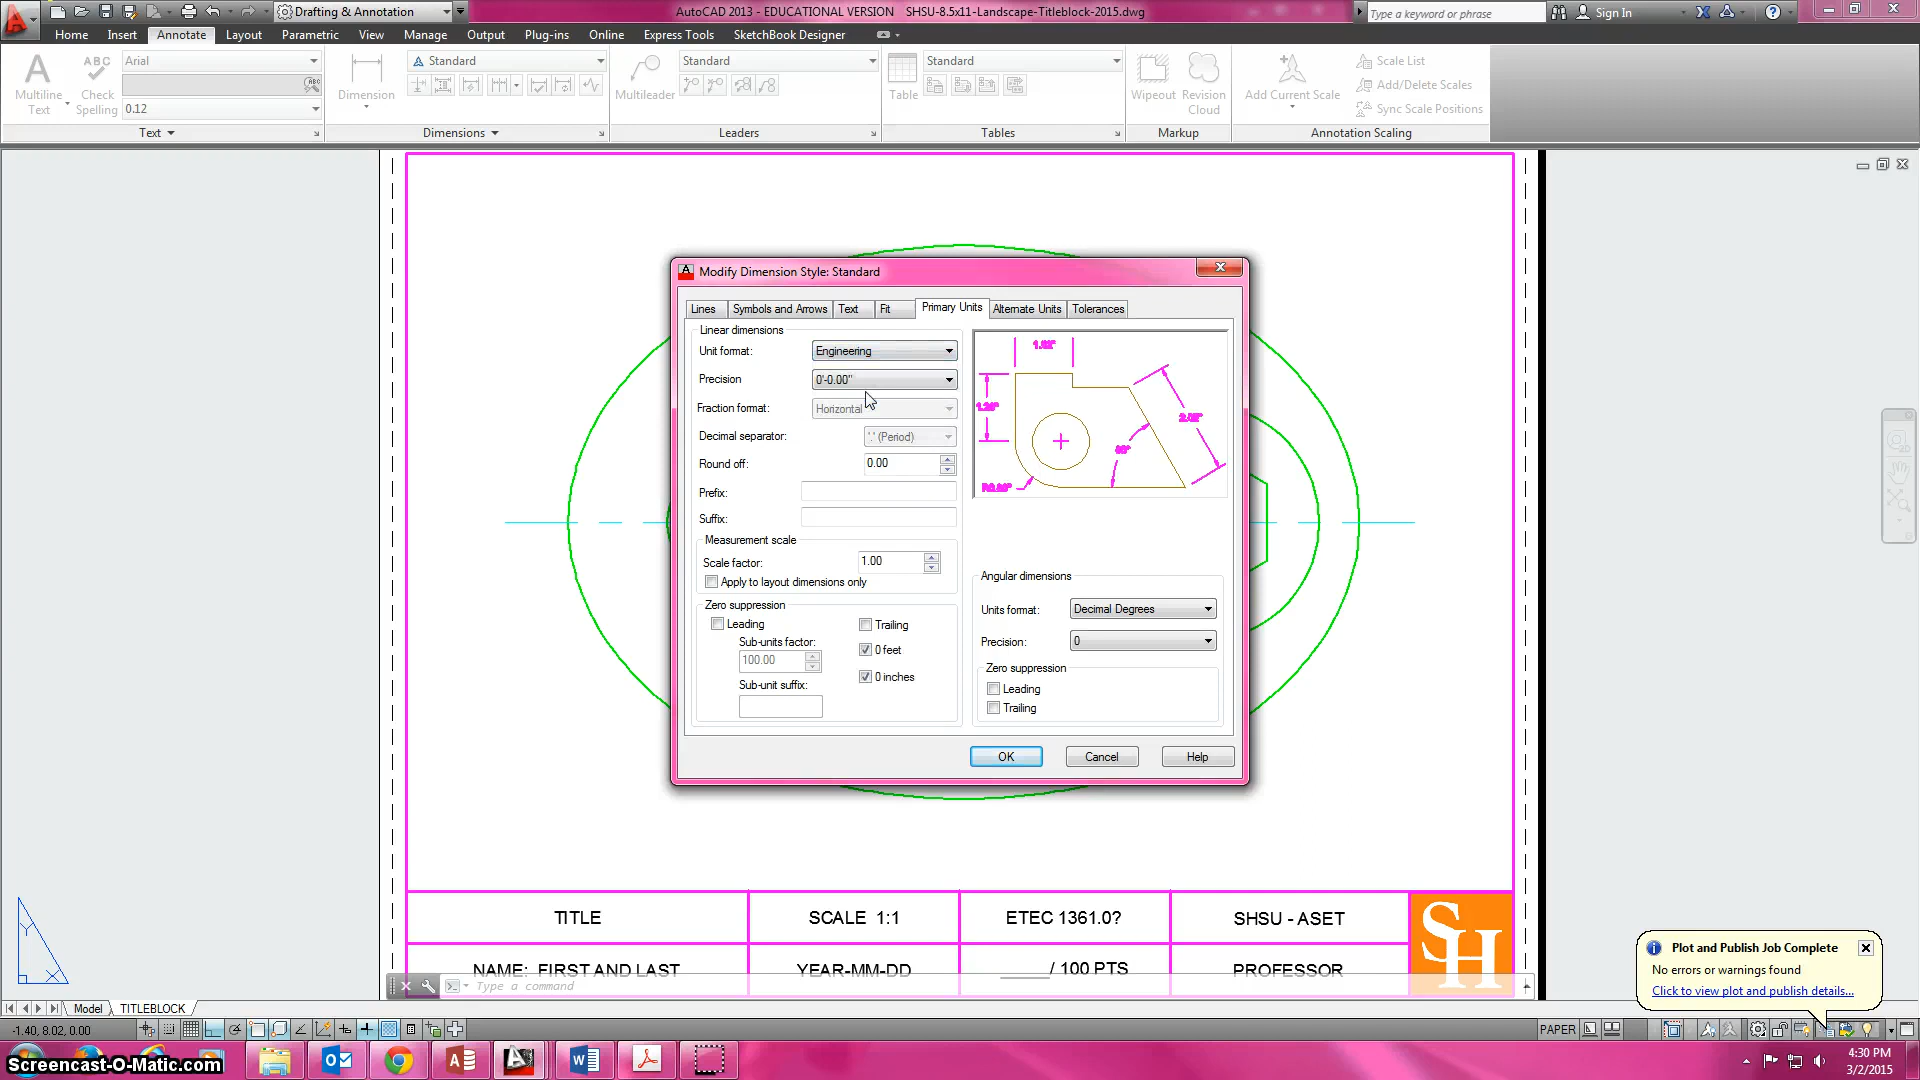 Drafting & Annotation
AutoCAD 2013 - EDUCATIONAL VERSION SHSU-8.5x11-Landscape-Titleblock-2015.dwg
Type a keyword or phrase
Sign In
Home Insert Annotate Layout Parametric View Manage Output Plug-ins Online Express Tools SketchBook Designer
Multiline Text
ABC
Check Spelling
Arial
ABC
0.12
Dimension
Standard
Multileader
Standard
Table
Standard
Wipeout
Revision Cloud
Add Current Scale
Scale List
Add/Delete Scales
Sync Scale Positions
Text Dimensions Leaders Tables Markup Annotation Scaling
Modify Dimension Style: Standard
Lines Symbols and Arrows Text Fit Primary Units Alternate Units Tolerances
Linear dimensions
Unit format: Engineering
Precision 0'-0.00"
Fraction format: Horizontal
Decimal separator: '.' (Period)
Round off: 0.00
Prefix:
Suffix:
Measurement scale
Scale factor: 1.00
Apply to layout dimensions only
Zero suppression
Leading
Trailing
Sub-units factor:
0 feet
100.00
0 inches
Sub-unit suffix:
Angular dimensions
Units format: Decimal Degrees
Precision: 0
Zero suppression
Leading
Trailing
OK Cancel Help
TITLE SCALE 1:1 ETEC 1361.0? SHSU - ASET
NAME: FIRST AND LAST YEAR-MM-DD _____/ 100 PTS PROFESSOR
SH
Type a command
Y
X
Plot and Publish Job Complete
No errors or warnings found
Click to view plot and publish details...
Model TITLEBLOCK
-1.40, 8.02, 0.00
PAPER
Screencast-O-Matic.com
4:30 PM
3/2/2015